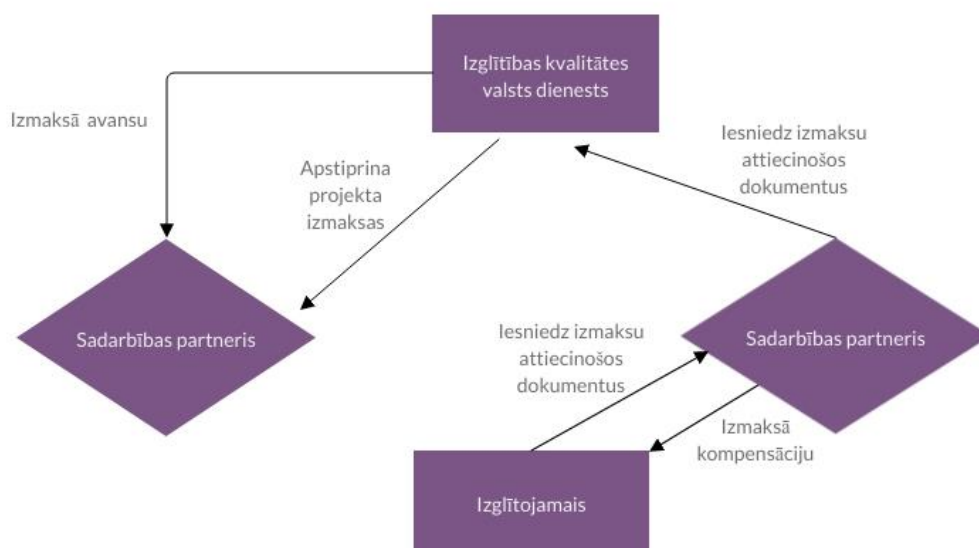 Izglītības kvalitātes
valsts dienests
Izmaksā avansu
Iesniedz izmaksu
attiecinošos
dokumentus
Apstiprina
projekta
izmaksas
Sadarbības partneris
Sadarbības partneris
Iesniedz izmaksu
attiecinošos
dokumentus
Izmaksā
kompensāciju
Izglītojamais